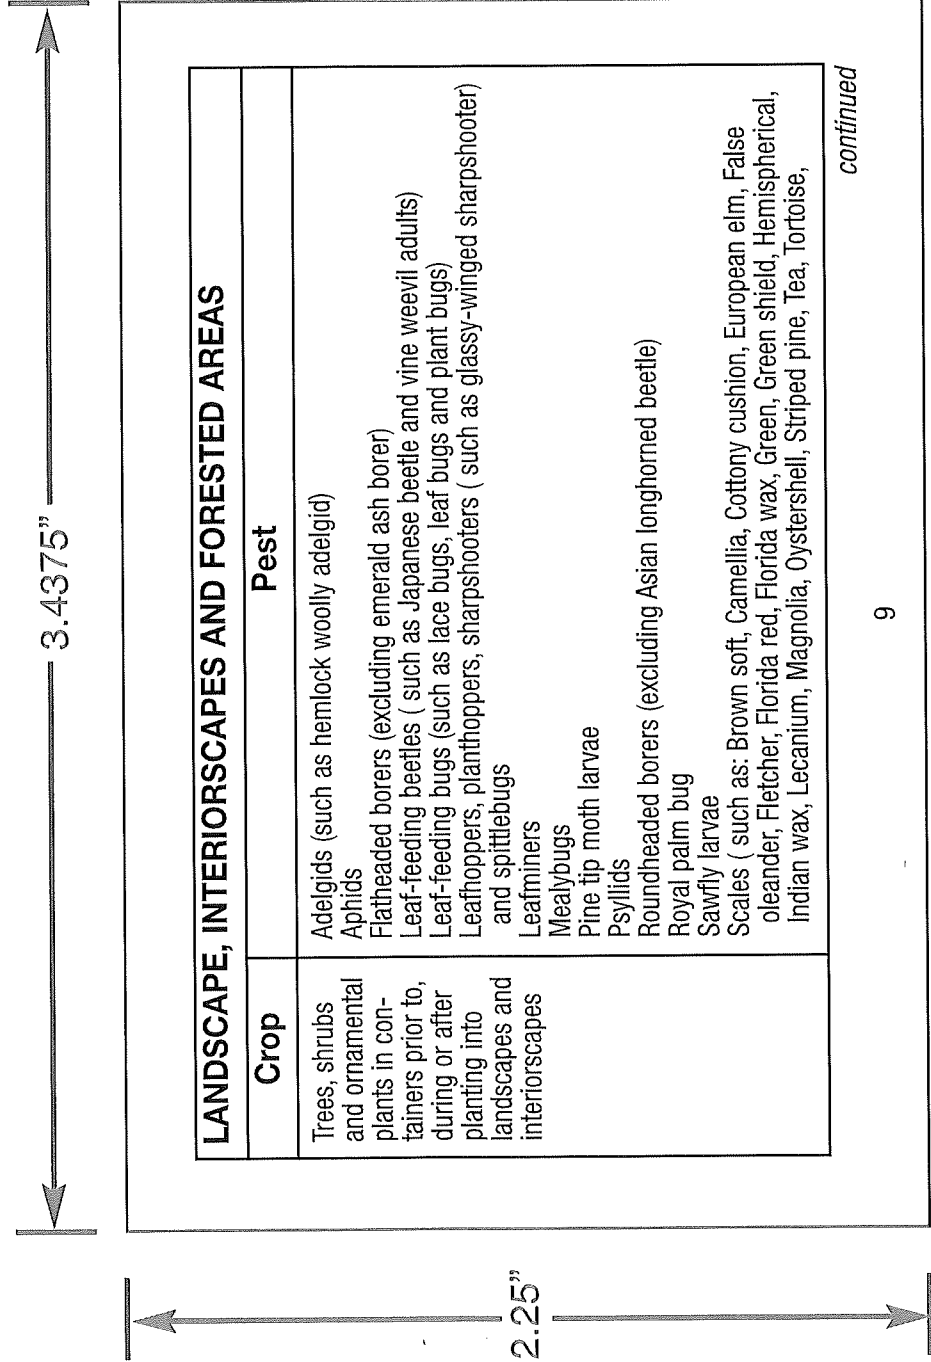 3.4375"
2.25"
LANDSCAPE, INTERIORSCAPES AND FORESTED AREAS
Crop
Pest
Trees, shrubs
and ornamental
plants in con-
tainers prior to,
during or after
planting into
landscapes and
interiorscapes
Adelgids (such as hemlock woolly adelgid)
Aphids
Flatheaded borers (excluding emerald ash borer)
Leaf-feeding beetles ( such as Japanese beetle and vine weevil adults)
Leaf-feeding bugs (such as lace bugs, leaf bugs and plant bugs)
Leafhoppers, planthoppers, sharpshooters ( such as glassy-winged sharpshooter)
and spittlebugs
Leafminers
Mealybugs
Pine tip moth larvae
Psyllids
Roundheaded borers (excluding Asian longhorned beetle)
Royal palm bug
Sawfly larvae
Scales ( such as: Brown soft, Camellia, Cottony cushion, European elm, False
oleander, Fletcher, Florida red, Florida wax, Green, Green shield, Hemispherical,
Indian wax, Lecanium, Magnolia, Oystershell, Striped pine, Tea, Tortoise,
continued
9